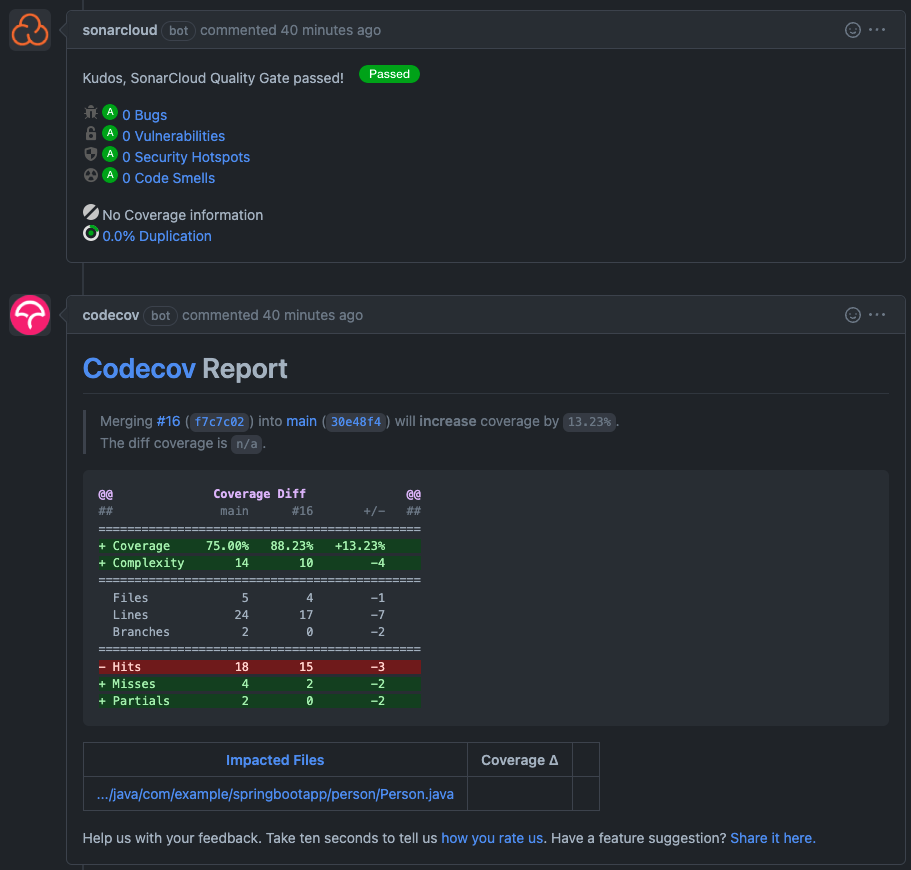 sonarcloud bot commented 40 minutes ago
Kudos, SonarCloud Quality Gate passed! Passed
A 0 Bugs
A 0 Vulnerabilities
A 0 Security Hotspots
A 0 Code Smells
No Coverage information
0.0% Duplication
codecov bot commented 40 minutes ago
Codecov Report
Merging #16 (f7c7c02) into main (30e48f4) will increase coverage by 13.23%.
The diff coverage is n/a.
@@ Coverage Diff @@
## main #16 +/- ##
=============================================
+ Coverage 75.00% 88.23% +13.23%
+ Complexity 14 10 -4
=============================================
Files 5 4 -1
Lines 24 17 -7
Branches 2 0 -2
=============================================
- Hits 18 15 -3
+ Misses 4 2 -2
+ Partials 2 0 -2
Impacted Files Coverage Δ
.../java/com/example/springbootapp/person/Person.java
Help us with your feedback. Take ten seconds to tell us how you rate us. Have a feature suggestion? Share it here.